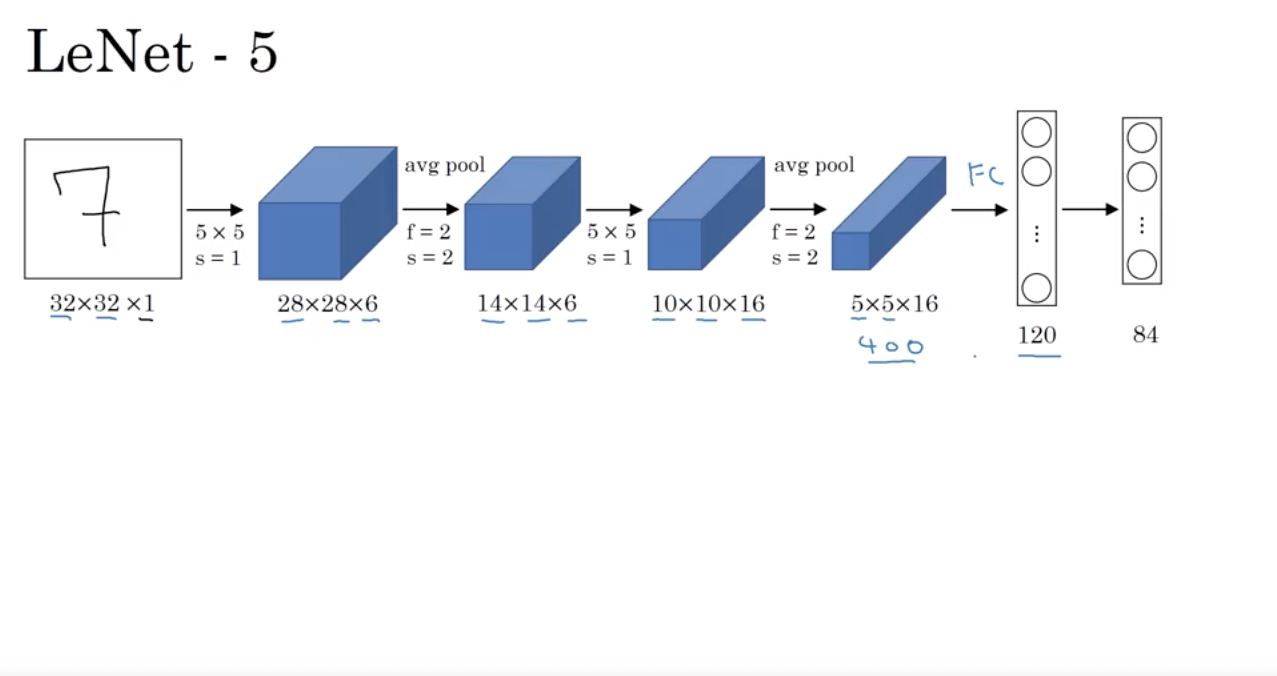 LeNet - 5
7
avg pool
avg pool
FC
5 × 5
s = 1
f = 2
s = 2
5 × 5
s = 1
f = 2
s = 2
⋮
⋮
32×32 ×1
28×28×6
14×14×6
10×10×16
5×5×16
400
120
84